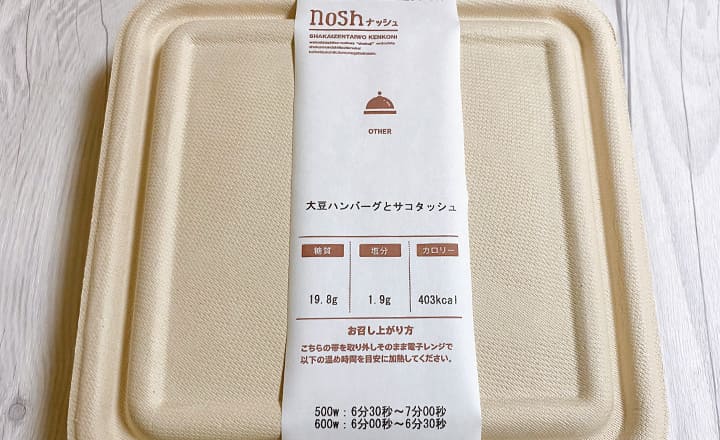 nosh ナッシュ
SHAKAIZENTAIWO KENKONI
OTHER
大豆ハンバーグとサコタッシュ
糖質 塩分 カロリー
19.8g 1.9g 403kcal
お召し上がり方
こちらの帯を取り外しそのまま電子レンジで
以下の温め時間を目安に加熱してください。
500w：6分30秒～7分00秒
600w：6分00秒～6分30秒